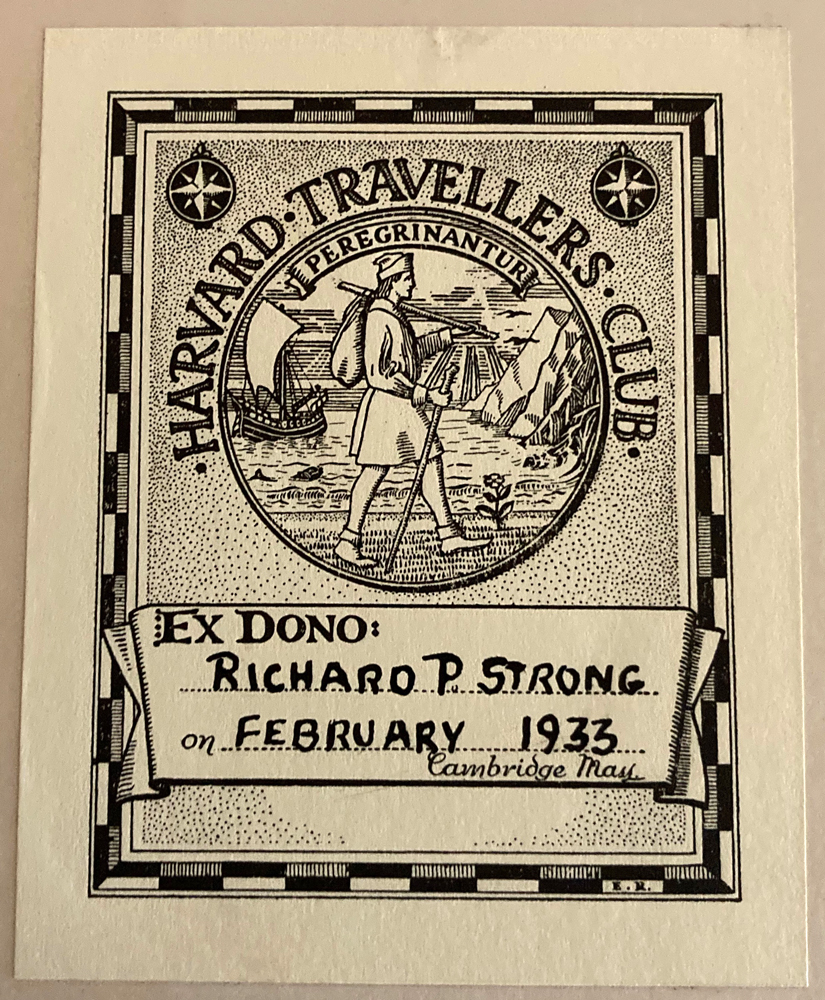 ·HARVARD·TRAVELLERS·CLUB·
PEREGRINANTUR
EX DONO:
RICHARD P. STRONG
on FEBRUARY 1933
Cambridge Mass.
E.R.